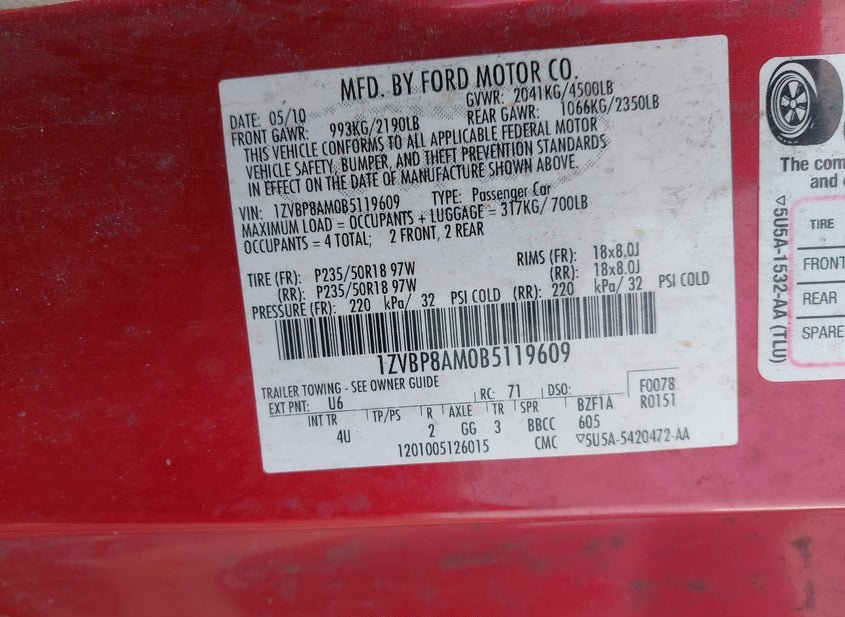 MFD. BY FORD MOTOR CO.
DATE: 05/10 GVWR: 2041KG/4500LB
FRONT GAWR: 993KG/2190LB REAR GAWR: 1066KG/2350LB
THIS VEHICLE CONFORMS TO ALL APPLICABLE FEDERAL MOTOR
VEHICLE SAFETY, BUMPER, AND THEFT PREVENTION STANDARDS
IN EFFECT ON THE DATE OF MANUFACTURE SHOWN ABOVE.
VIN: 1ZVBP8AM0B5119609 TYPE: Passenger Car
MAXIMUM LOAD = OCCUPANTS + LUGGAGE = 317KG/ 700LB
OCCUPANTS = 4 TOTAL; 2 FRONT, 2 REAR
TIRE (FR): P235/50R18 97W RIMS (FR): 18x8.0J
(RR): P235/50R18 97W (RR): 18x8.0J
PRESSURE (FR): 220 kPa/ 32 PSI COLD (RR): 220 kPa/ 32 PSI COLD
1ZVBP8AM0B5119609
TRAILER TOWING - SEE OWNER GUIDE
EXT PNT: U6 RC: 71 DSO: F0078
R0151
INT TR TP/PS R AXLE TR SPR BZF1A
4U 2 GG 3 BBCC 605
1201005126015 CMC ▽5U5A-5420472-AA
▽5U5A-1532-AA (TLU)
The com
and
TIRE
FRONT
REAR
SPARE